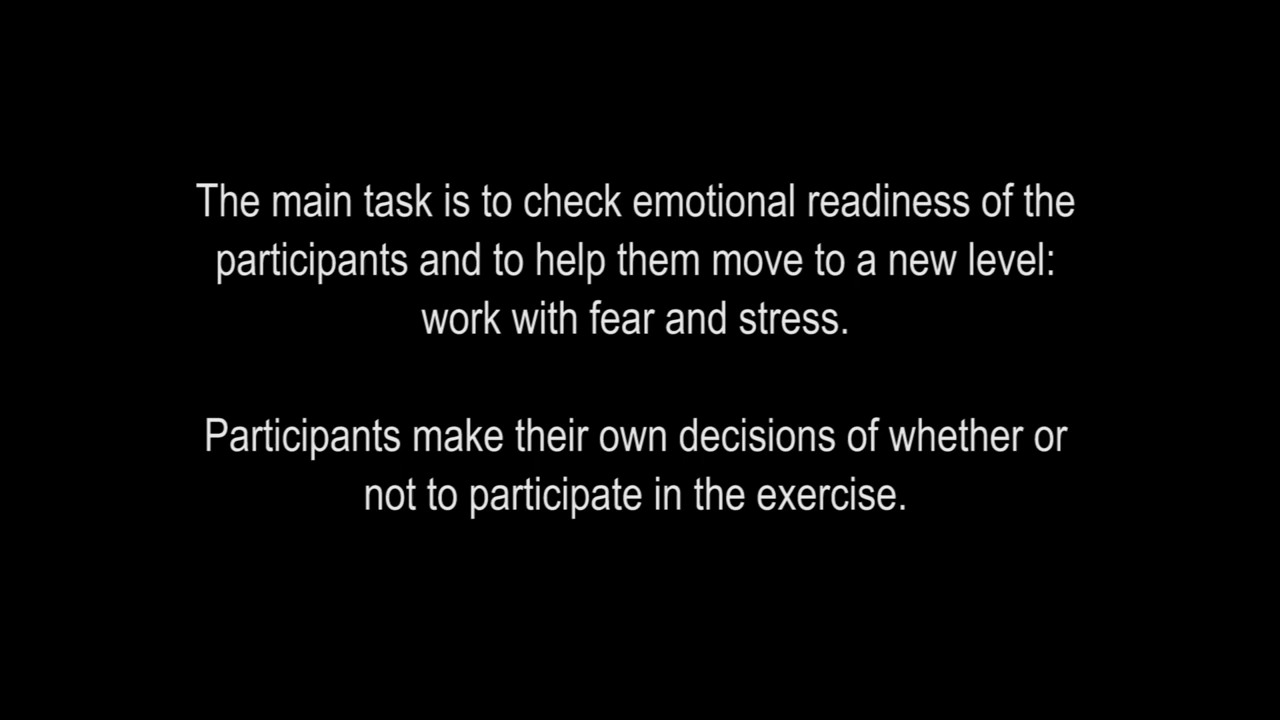 The main task is to check emotional readiness of the
participants and to help them move to a new level:
work with fear and stress.
Participants make their own decisions of whether or
not to participate in the exercise.